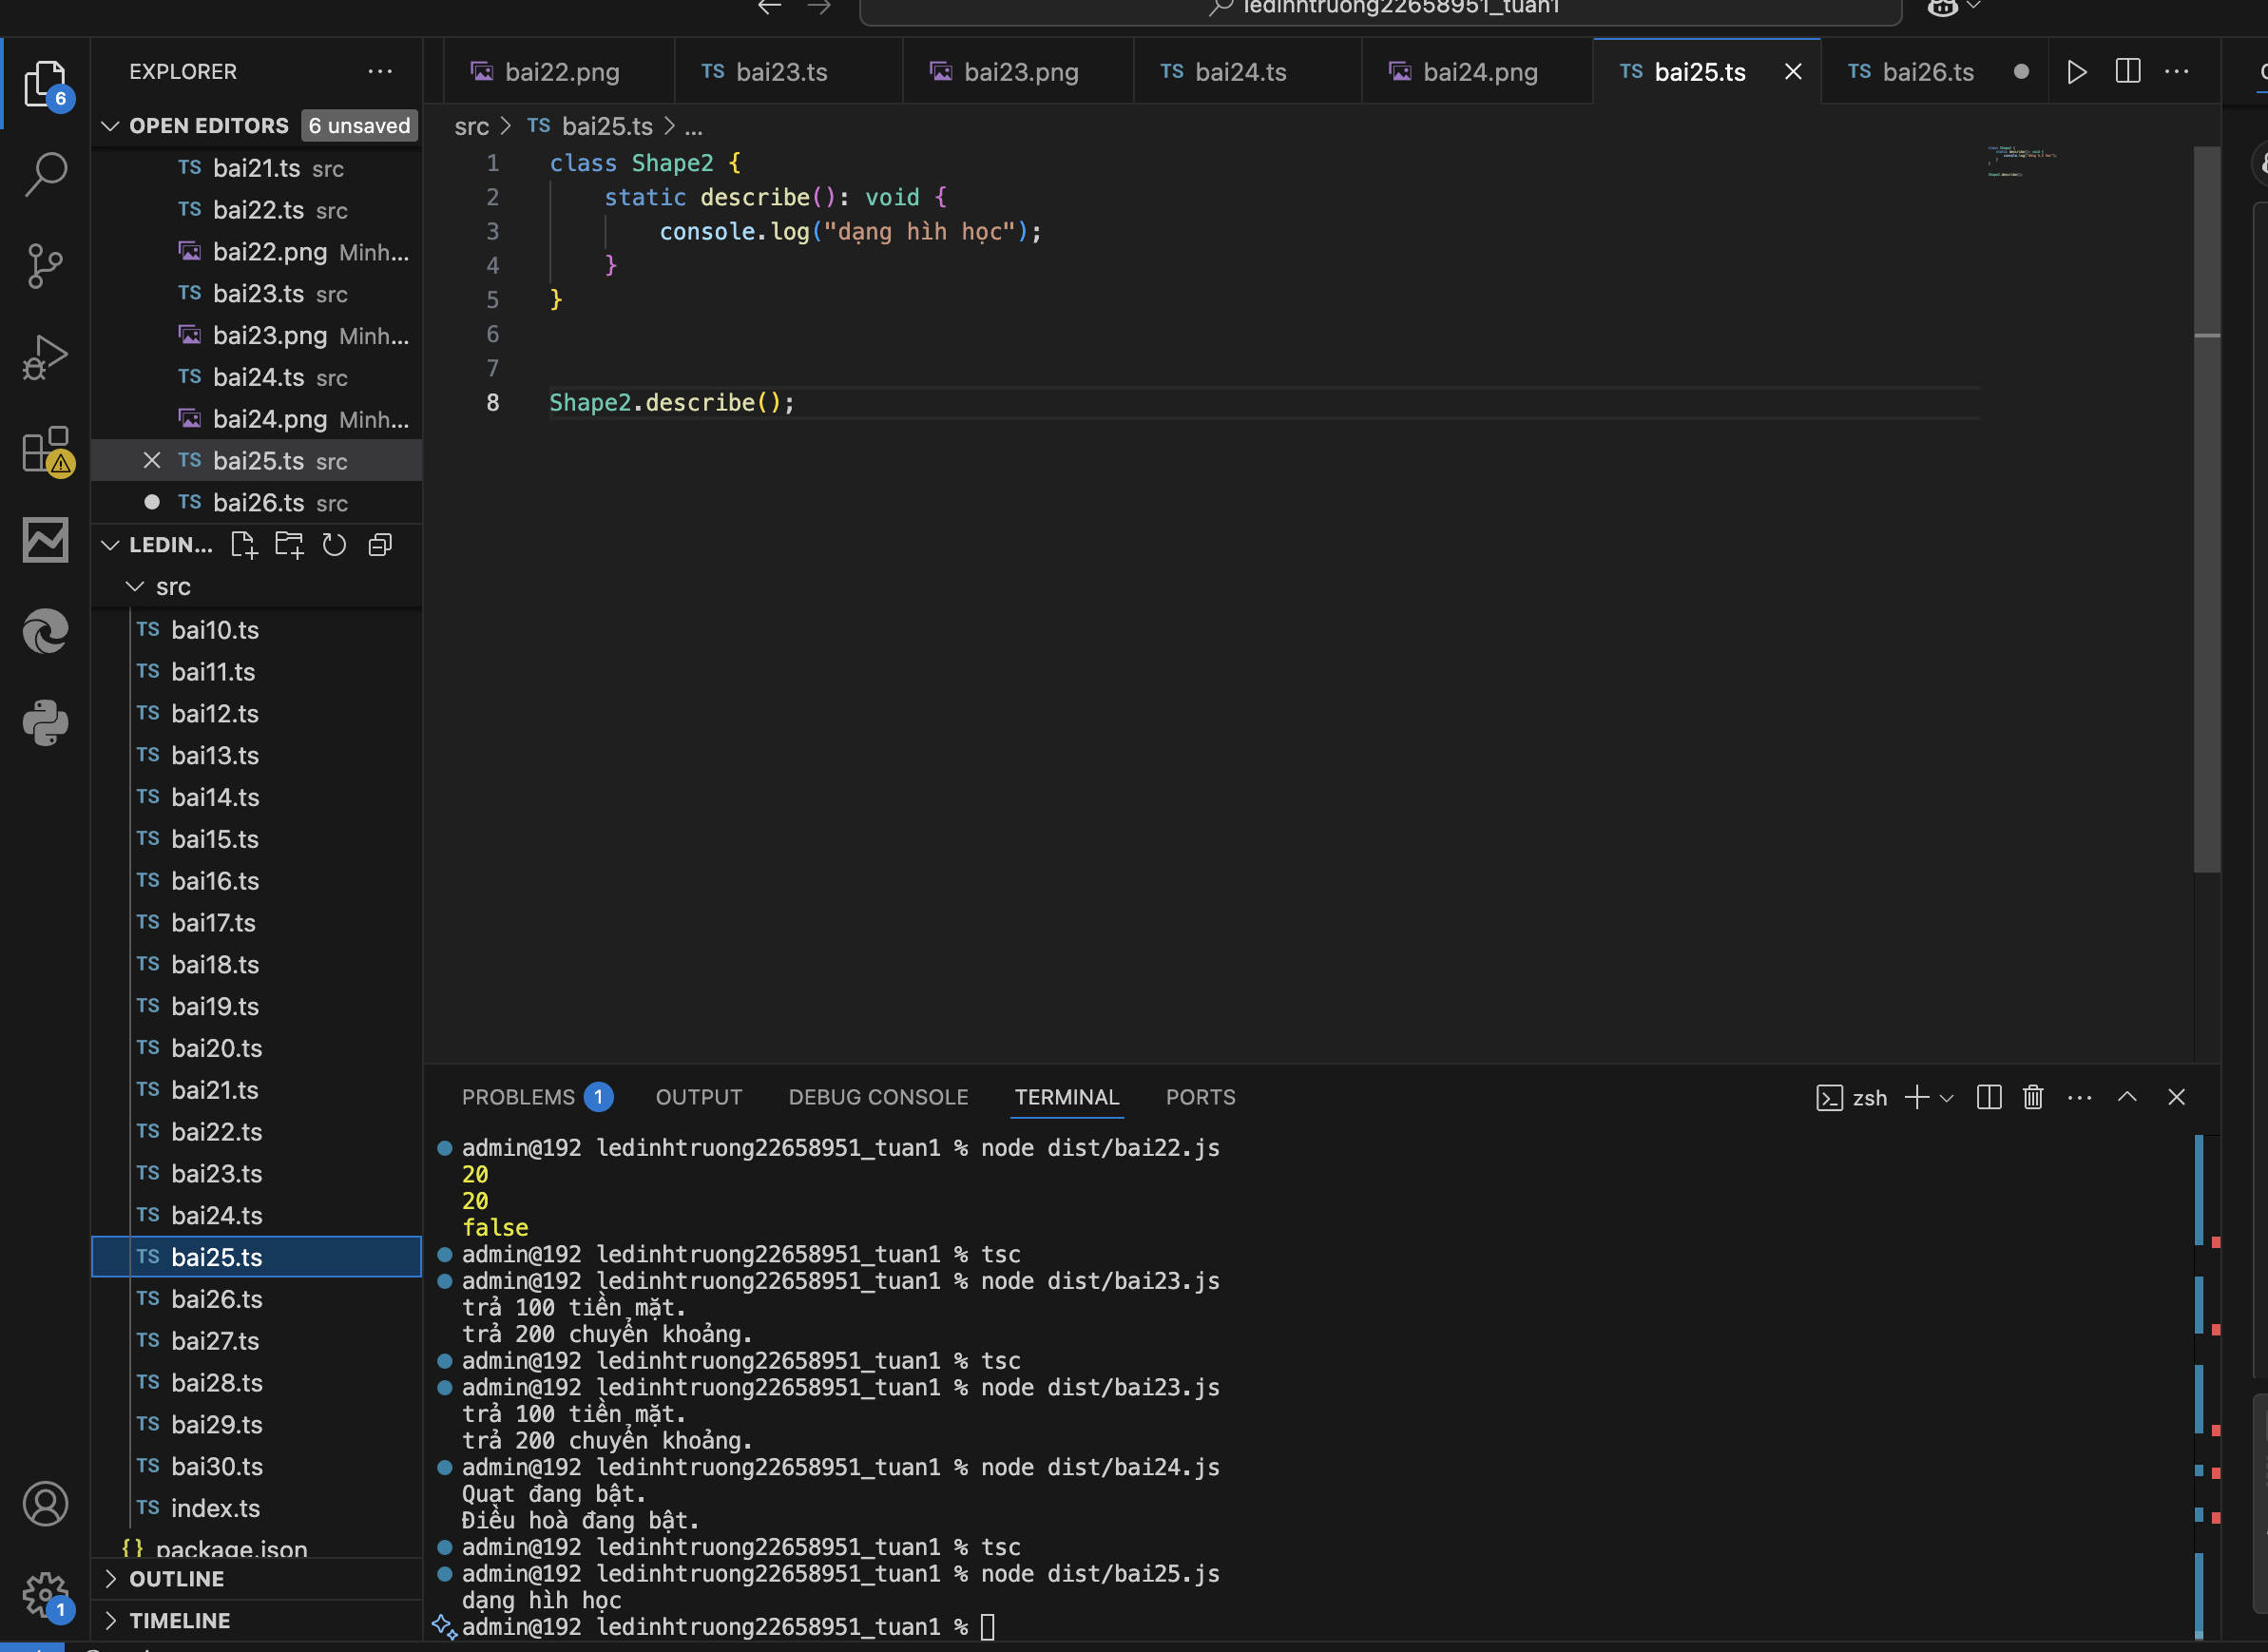 ledinhtruong22658951_tuan1
EXPLORER
OPEN EDITORS 6 unsaved
TS bai21.ts src
TS bai22.ts src
bai22.png Minh...
TS bai23.ts src
bai23.png Minh...
TS bai24.ts src
bai24.png Minh...
TS bai25.ts src
TS bai26.ts src
LEDIN...
src
TS bai10.ts
TS bai11.ts
TS bai12.ts
TS bai13.ts
TS bai14.ts
TS bai15.ts
TS bai16.ts
TS bai17.ts
TS bai18.ts
TS bai19.ts
TS bai20.ts
TS bai21.ts
TS bai22.ts
TS bai23.ts
TS bai24.ts
TS bai25.ts
TS bai26.ts
TS bai27.ts
TS bai28.ts
TS bai29.ts
TS bai30.ts
TS index.ts
{} package.json
OUTLINE
TIMELINE
6
1
bai22.png TS bai23.ts bai23.png TS bai24.ts bai24.png TS bai25.ts TS bai26.ts
src > TS bai25.ts > ...
1 class Shape2 {
2 static describe(): void {
3 console.log("dạng hìh học");
4 }
5 }
6
7
8 Shape2.describe();
PROBLEMS 1 OUTPUT DEBUG CONSOLE TERMINAL PORTS zsh
admin@192 ledinhtruong22658951_tuan1 % node dist/bai22.js
20
20
false
admin@192 ledinhtruong22658951_tuan1 % tsc
admin@192 ledinhtruong22658951_tuan1 % node dist/bai23.js
trả 100 tiền mặt.
trả 200 chuyển khoảng.
admin@192 ledinhtruong22658951_tuan1 % tsc
admin@192 ledinhtruong22658951_tuan1 % node dist/bai23.js
trả 100 tiền mặt.
trả 200 chuyển khoảng.
admin@192 ledinhtruong22658951_tuan1 % node dist/bai24.js
Quạt đang bật.
Điều hoà đang bật.
admin@192 ledinhtruong22658951_tuan1 % tsc
admin@192 ledinhtruong22658951_tuan1 % node dist/bai25.js
dạng hìh học
admin@192 ledinhtruong22658951_tuan1 %